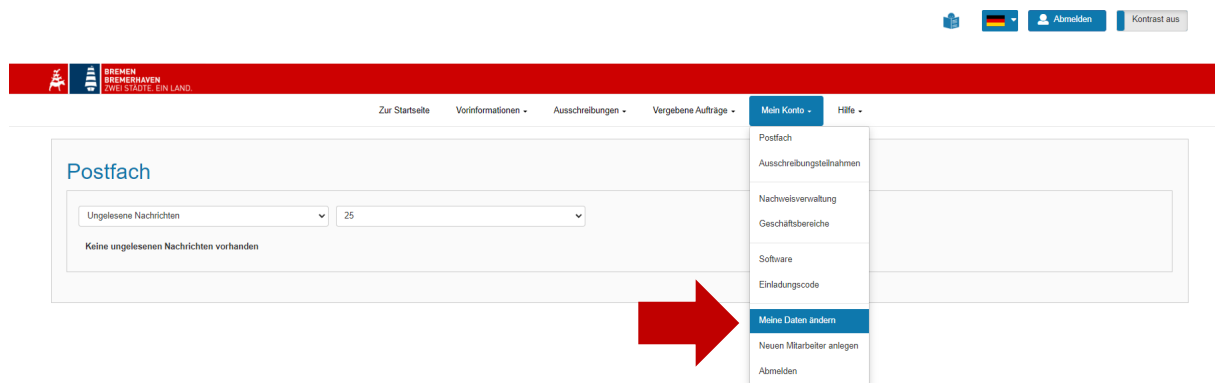 Abmelden
Kontrast aus
BREMEN
BREMERHAVEN
ZWEI STÄDTE. EIN LAND.
Zur Startseite
Vorinformationen
Ausschreibungen
Vergebene Aufträge
Mein Konto
Hilfe
Postfach
Ausschreibungsteilnahmen
Nachweisverwaltung
Geschäftsbereiche
Software
Einladungscode
Meine Daten ändern
Neuen Mitarbeiter anlegen
Abmelden
Postfach
Ungelesene Nachrichten
25
Keine ungelesenen Nachrichten vorhanden